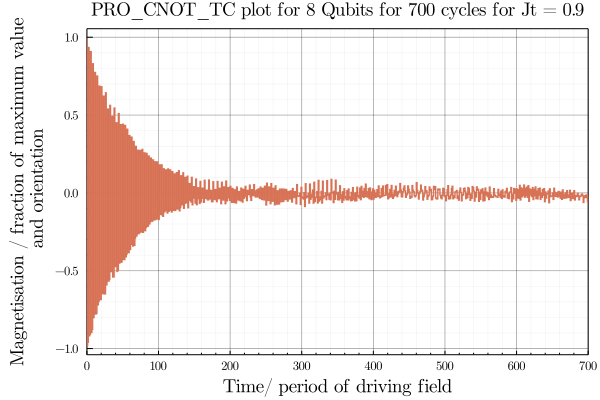 PRO_CNOT_TC plot for 8 Qubits for 700 cycles for Jt = 0.9
Magnetisation / fraction of maximum value
and orientation
1.0
0.5
0.0
−0.5
−1.0
0 100 200 300 400 500 600 700
Time/ period of driving field